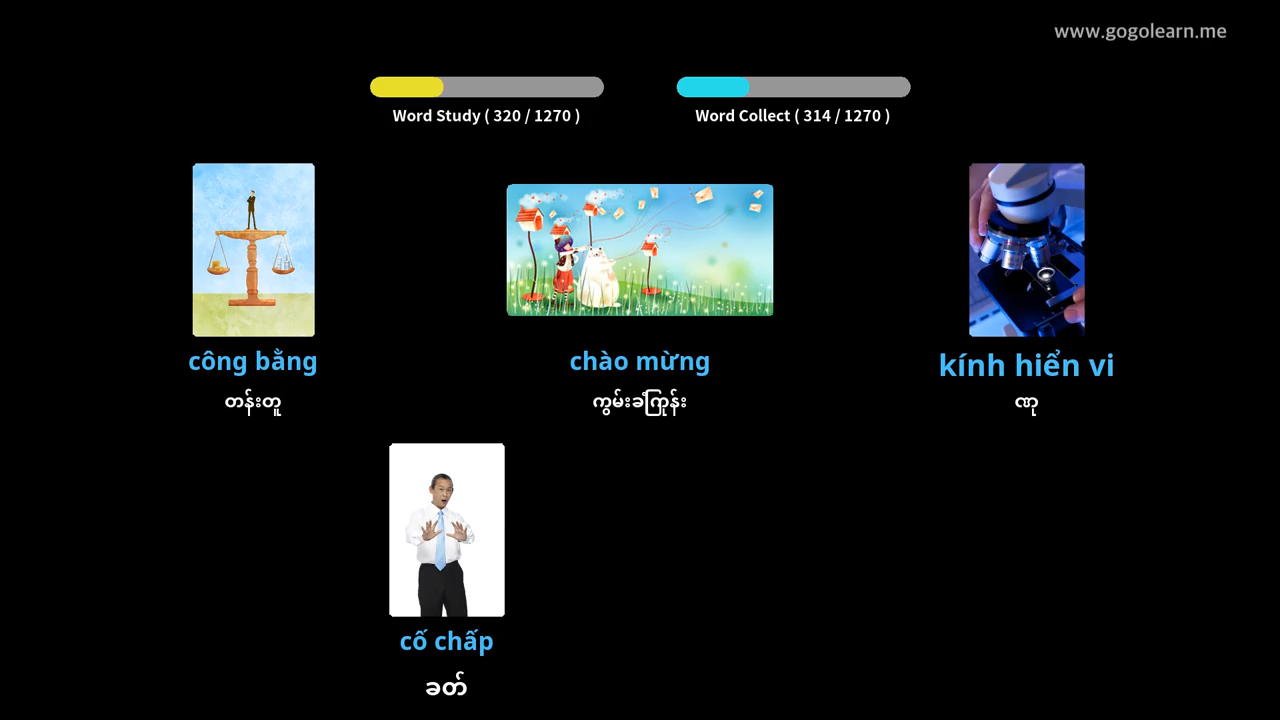 www.gogolearn.me
Word Study ( 320 / 1270 )
Word Collect ( 314 / 1270 )
công bằng
chào mừng
kính hiển vi
တန်းတူ
ကွမ်းခံကြုန်း
ဏု
cố chấp
ခတ်